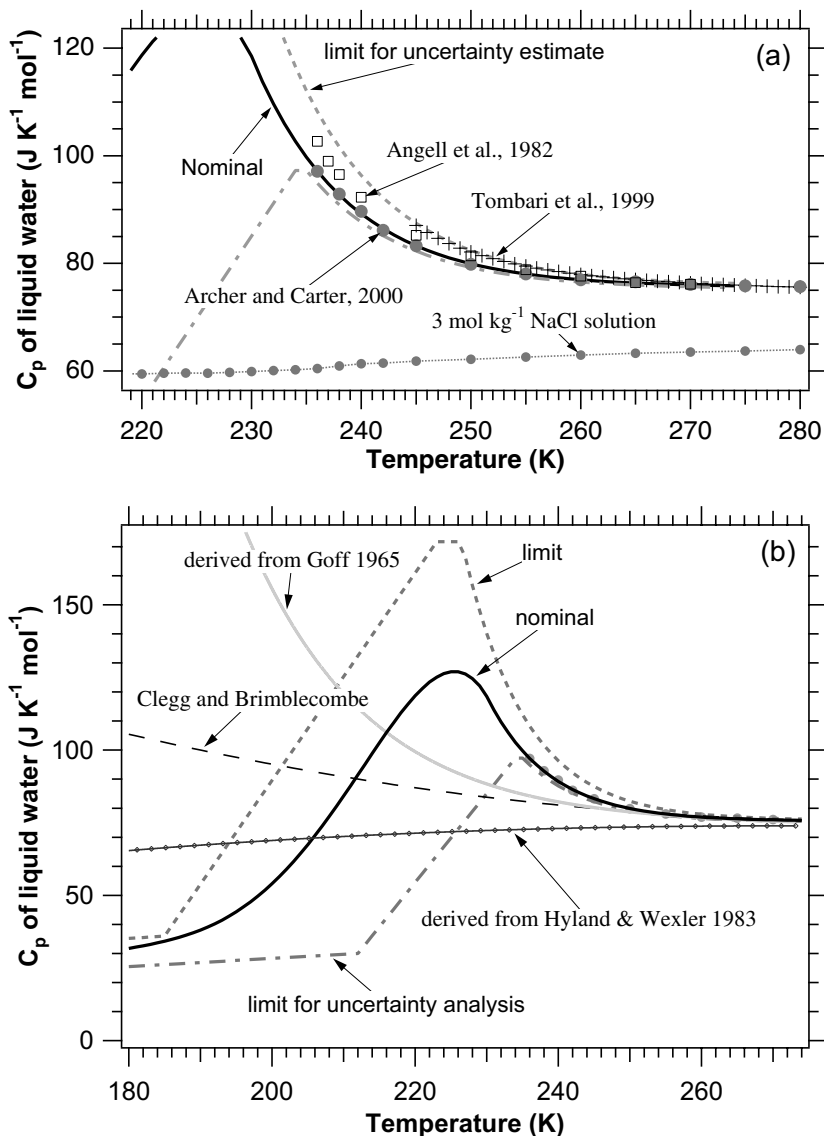 (a)
120
100
80
60
Cp of liquid water (J K-1 mol-1)
limit for uncertainty estimate
Nominal
Angell et al., 1982
Tombari et al., 1999
Archer and Carter, 2000
3 mol kg-1 NaCl solution
220 230 240 250 260 270 280
Temperature (K)
(b)
150
100
50
0
Cp of liquid water (J K-1 mol-1)
derived from Goff 1965
limit
nominal
Clegg and Brimblecombe
derived from Hyland & Wexler 1983
limit for uncertainty analysis
180 200 220 240 260
Temperature (K)